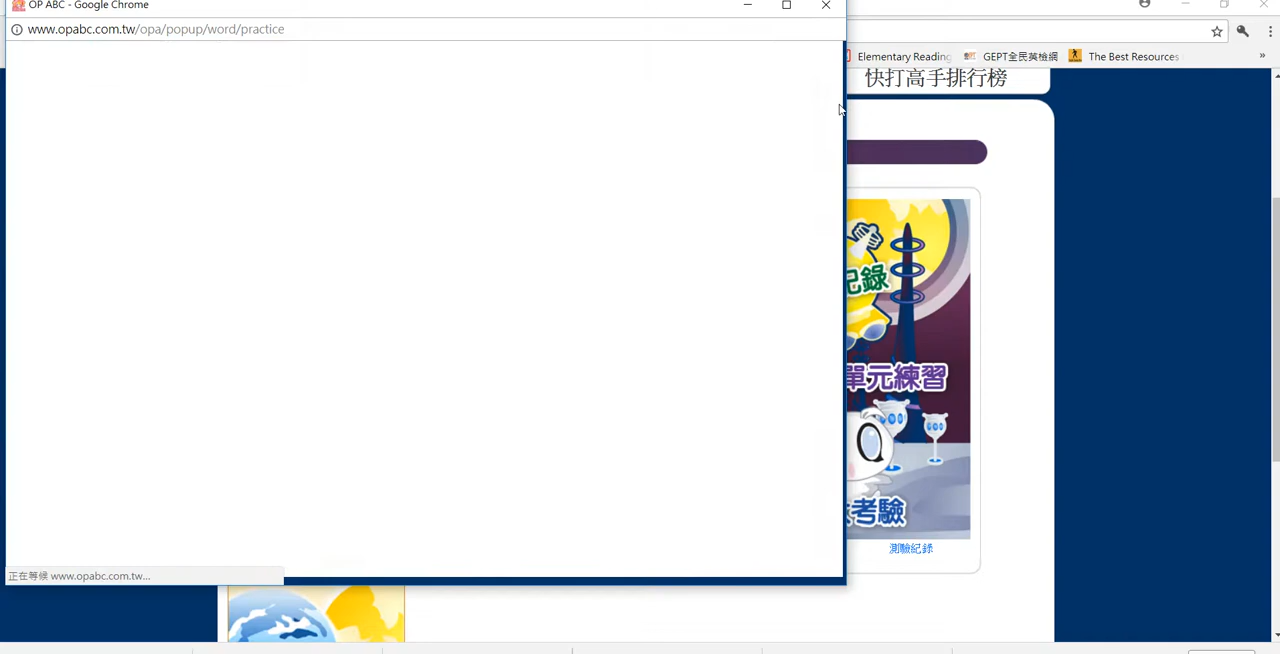 OP ABC - Google Chrome
www.opabc.com.tw/opa/popup/word/practice
Elementary Reading
GEPT全民英檢網
The Best Resources
»
快打高手排行榜
紀錄
單元練習
考驗
測驗紀錄
正在等候 www.opabc.com.tw...